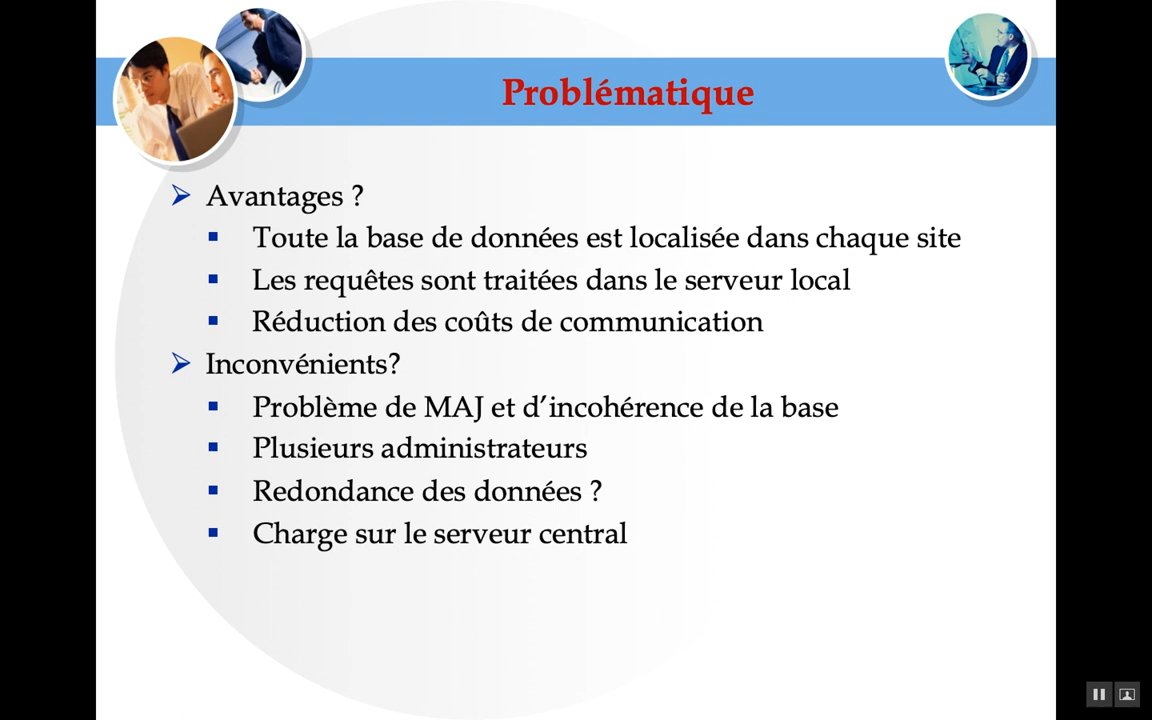 Problématique
Avantages ?
Toute la base de données est localisée dans chaque site
Les requêtes sont traitées dans le serveur local
Réduction des coûts de communication
Inconvénients?
Problème de MAJ et d’incohérence de la base
Plusieurs administrateurs
Redondance des données ?
Charge sur le serveur central